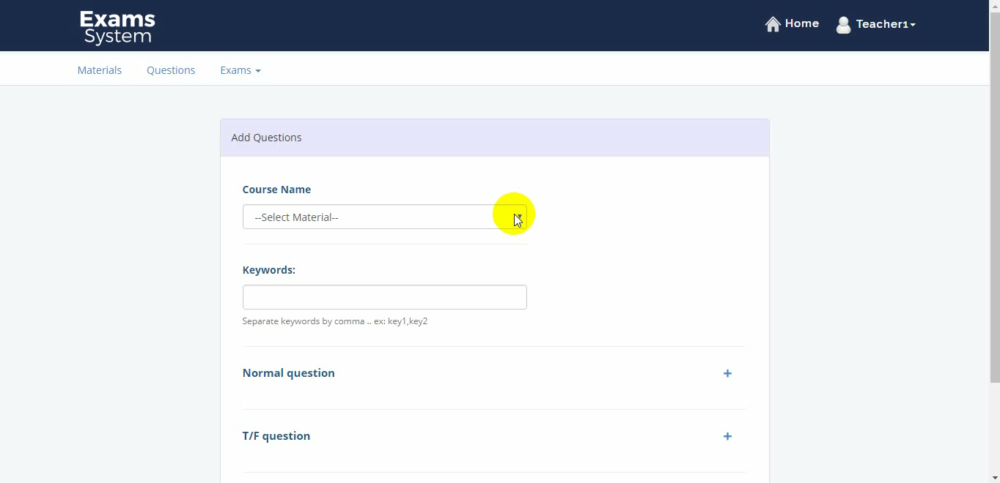 Exams
System
Home
Teacher1
Materials
Questions
Exams
Add Questions
Course Name
--Select Material--
Keywords:
Separate keywords by comma .. ex: key1,key2
Normal question
+
T/F question
+